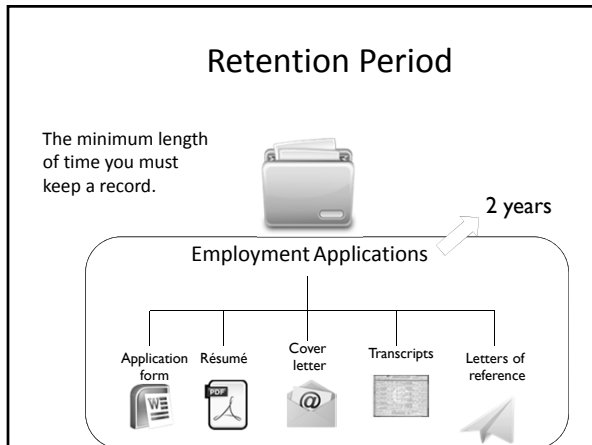 Retention Period
The minimum length
of time you must
keep a record.
2 years
Employment Applications
Application
form
Résumé
Cover
letter
Transcripts
Letters of
reference
W
PDF
@